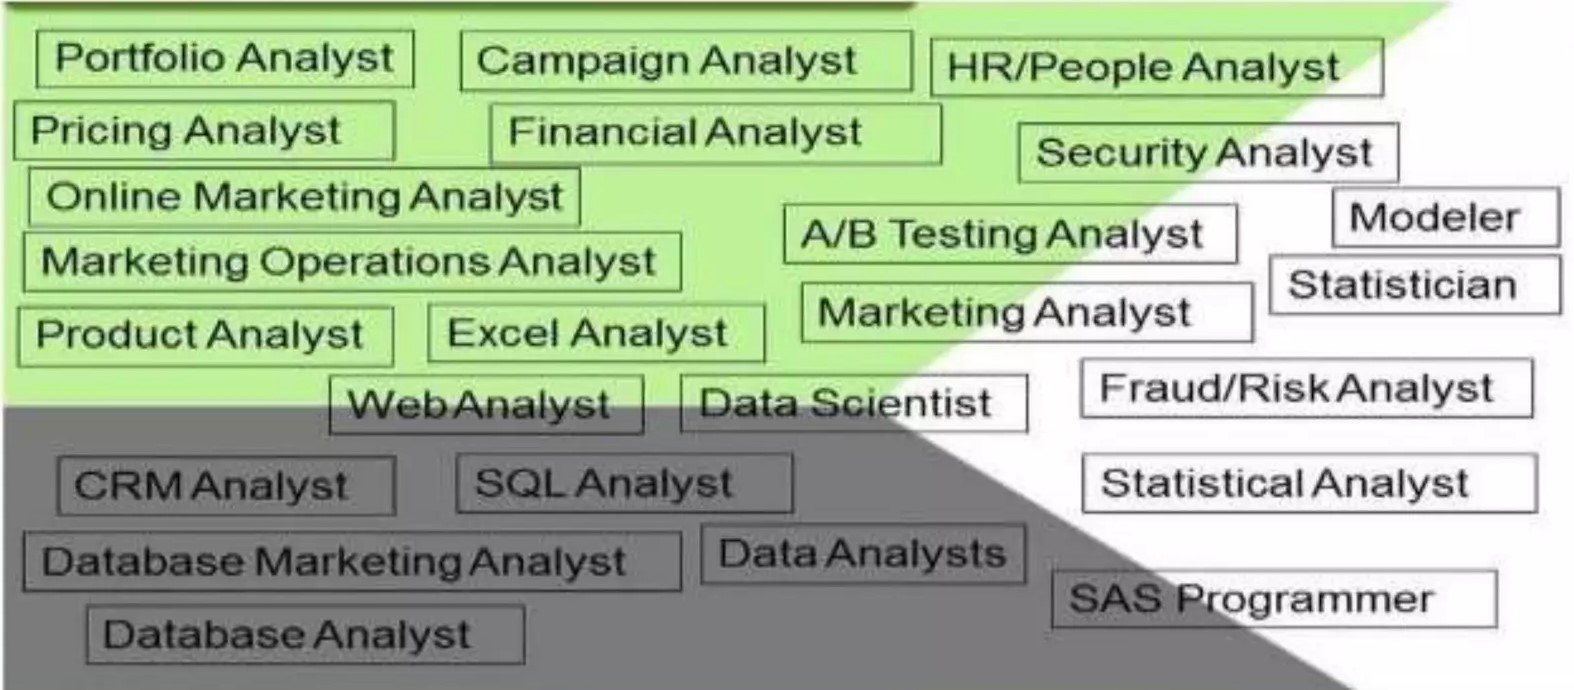 Portfolio Analyst
Campaign Analyst
HR/People Analyst
Pricing Analyst
Financial Analyst
Security Analyst
Online Marketing Analyst
A/B Testing Analyst
Modeler
Marketing Operations Analyst
Statistician
Product Analyst
Excel Analyst
Marketing Analyst
Web Analyst
Data Scientist
Fraud/Risk Analyst
CRM Analyst
SQL Analyst
Statistical Analyst
Database Marketing Analyst
Data Analysts
SAS Programmer
Database Analyst